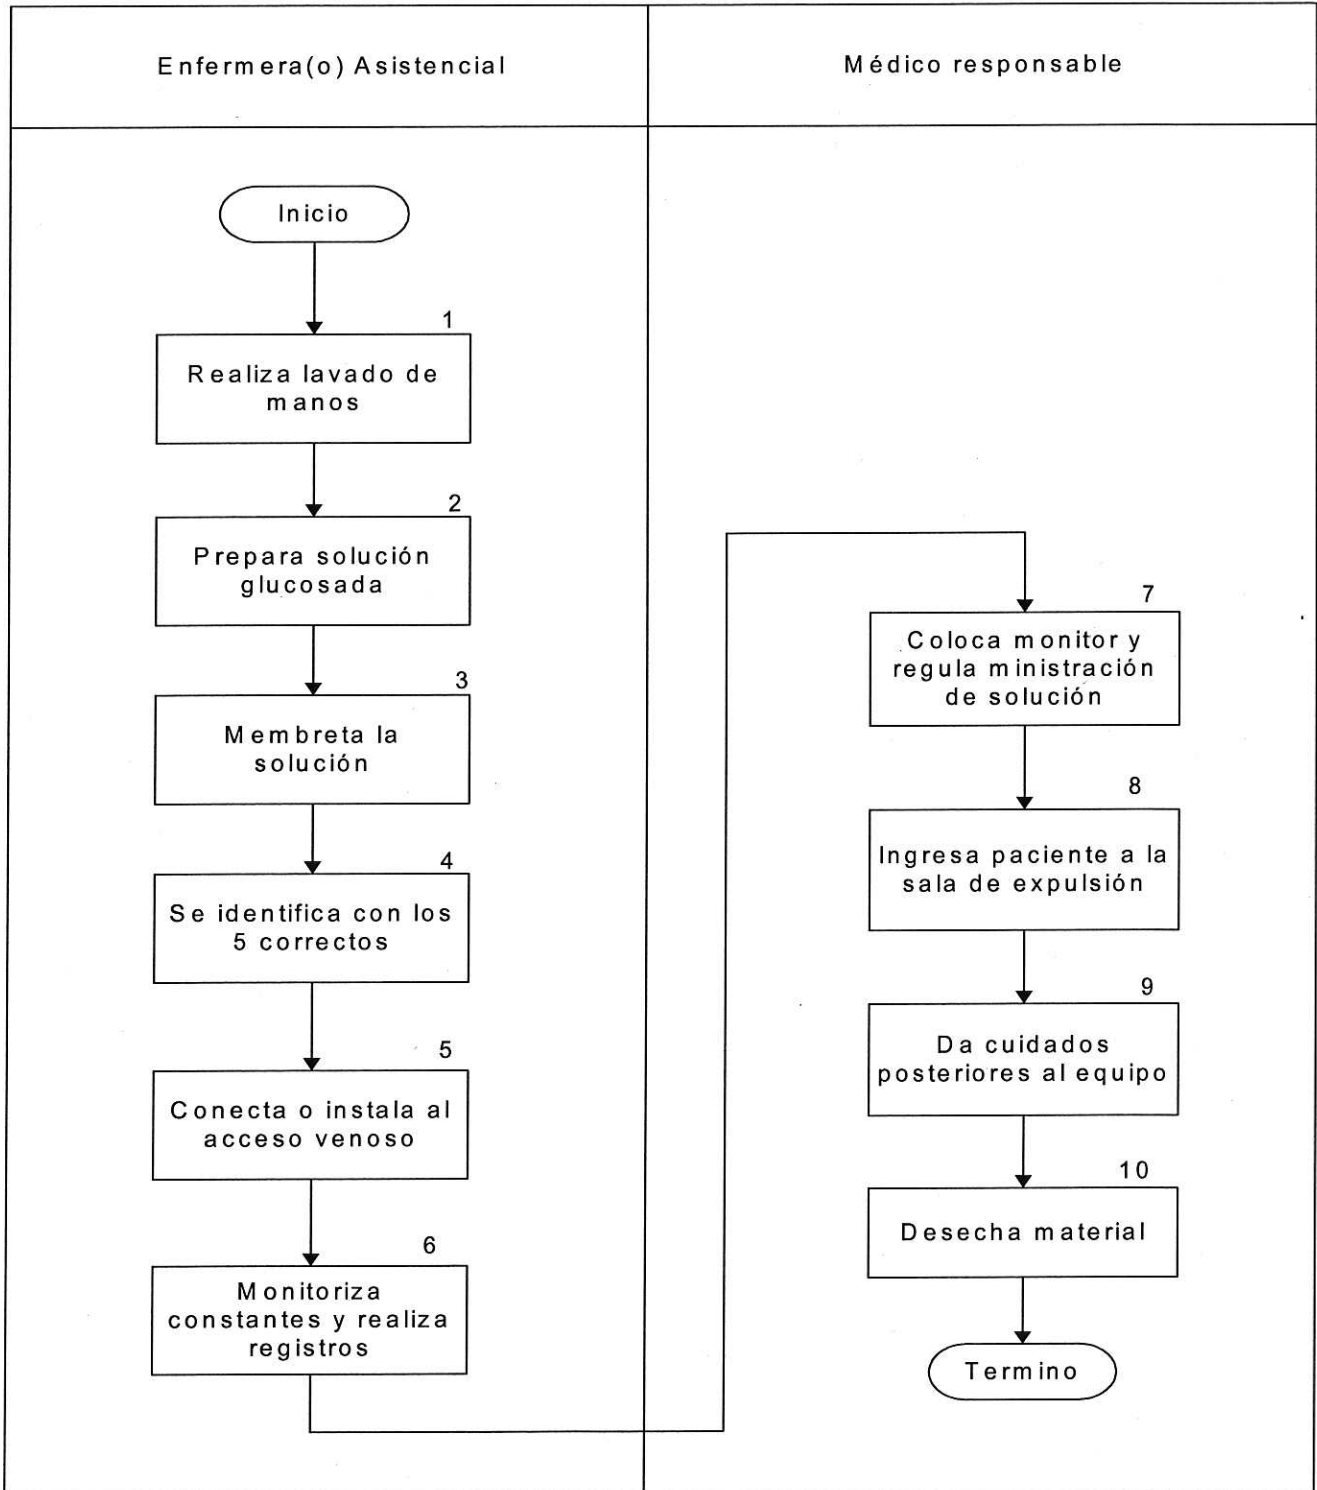 Enfermera(o) Asistencial
Médico responsable
Inicio
1
Realiza lavado de
manos
2
Prepara solución
glucosada
3
Membreta la
solución
4
Se identifica con los
5 correctos
5
Conecta o instala al
acceso venoso
6
Monitoriza
constantes y realiza
registros
7
Coloca monitor y
regula ministración
de solución
8
Ingresa paciente a la
sala de expulsión
9
Da cuidados
posteriores al equipo
10
Desecha material
Termino